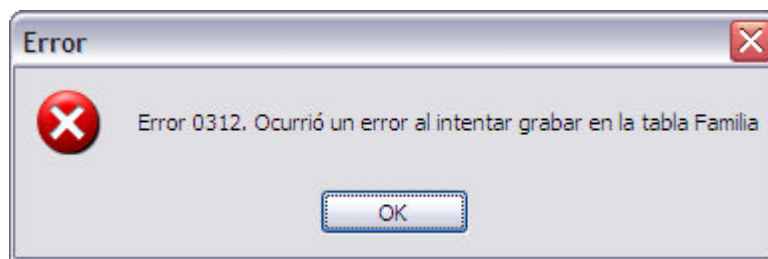 Error
Error 0312. Ocurrió un error al intentar grabar en la tabla Familia
OK